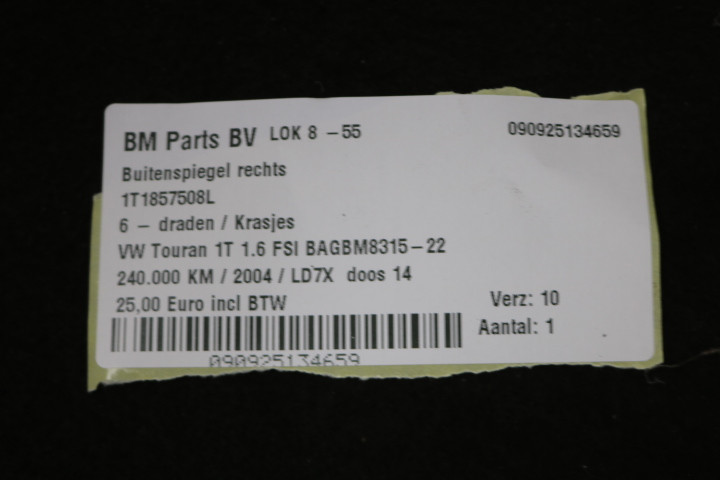 BM Parts BV LOK 8 - 55 090925134659
Buitenspiegel rechts
1T1857508L
6 - draden / Krasjes
VW Touran 1T 1.6 FSI BAGBM8315-22
240.000 KM / 2004 / LD7X doos 14
25,00 Euro incl BTW Verz: 10
Aantal: 1
090925134659